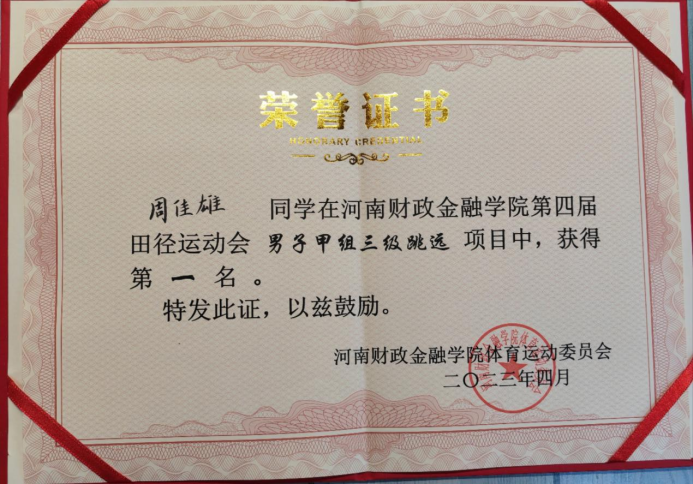 荣誉证书
HONORARY CREDENTIAL
周佳雄 同学在河南财政金融学院第四届
田径运动会 男子甲组三级跳远 项目中，获得
第 一 名 。
特发此证，以兹鼓励。
河南财政金融学院体育运动委员会
二〇二三年四月